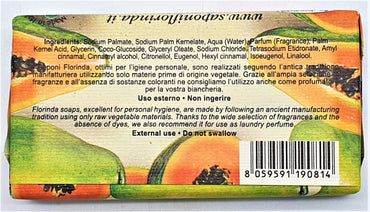 www.saponiflorinda.it
Ingredients: Sodium Palmate, Sodium Palm Kernelate, Aqua (Water), Parfum (Fragrance), Palm
Kernel Acid, Glycerin, Coco-Glucoside, Glyceryl Oleate, Sodium Chloride, Tetrasodium Etidronate, Amyl
cinnamal, Cinnamyl alcohol, Citronellol, Eugenol, Hexyl cinnamal, Isoeugenol, Linalool.
Saponi Florinda, ottimi per l'igiene personale, sono realizzati seguendo l'antica tradizione
manifatturiera utilizzando solo materie prime di origine vegetale. Grazie all'ampia selezione di
fragranze e all'assenza di sostanze coloranti ne consigliamo l'utilizzo anche come profumatori
per la vostra biancheria.
Uso esterno • Non ingerire
Florinda soaps, excellent for personal hygiene, are made by following an ancient manufacturing
tradition using only raw vegetable materials. Thanks to the wide selection of fragrances and the
absence of dyes, we also recommend it for use as laundry perfume.
External use • Do not swallow
8 059591 190814